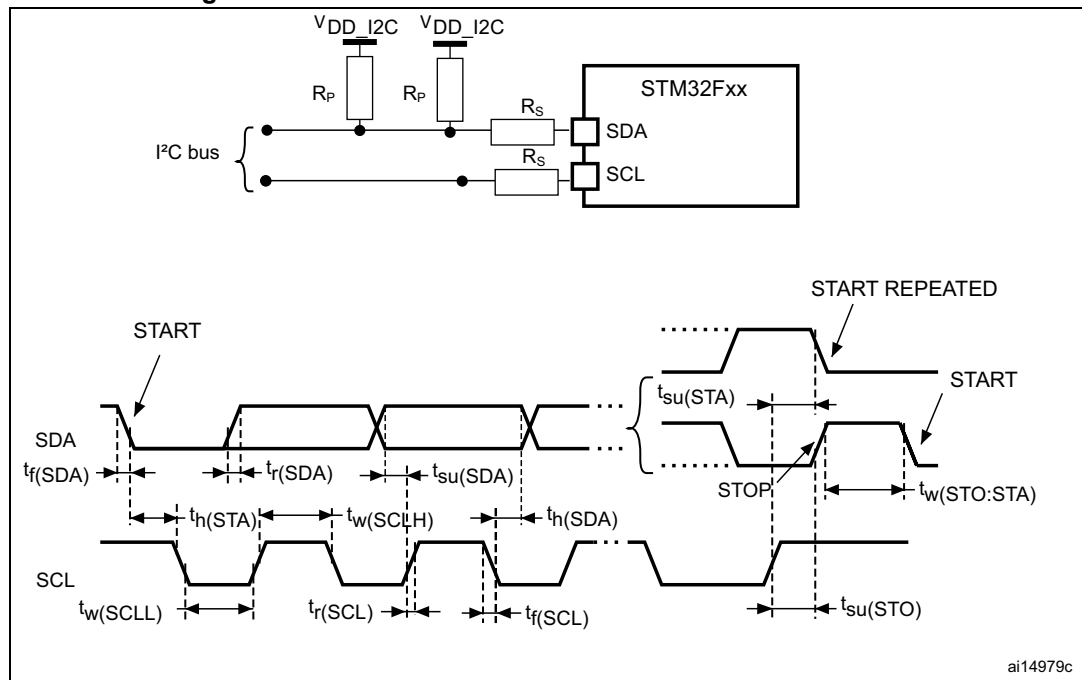 VDD_I2C VDD_I2C
STM32Fxx
RP RP
RS
SDA
I²C bus
RS
SCL
START REPEATED
START
START
tsu(STA)
SDA
tf(SDA) tr(SDA) tsu(SDA)
STOP
tw(STO:STA)
th(STA) tw(SCLH) th(SDA)
SCL
tw(SCLL) tr(SCL) tf(SCL) tsu(STO)
ai14979c